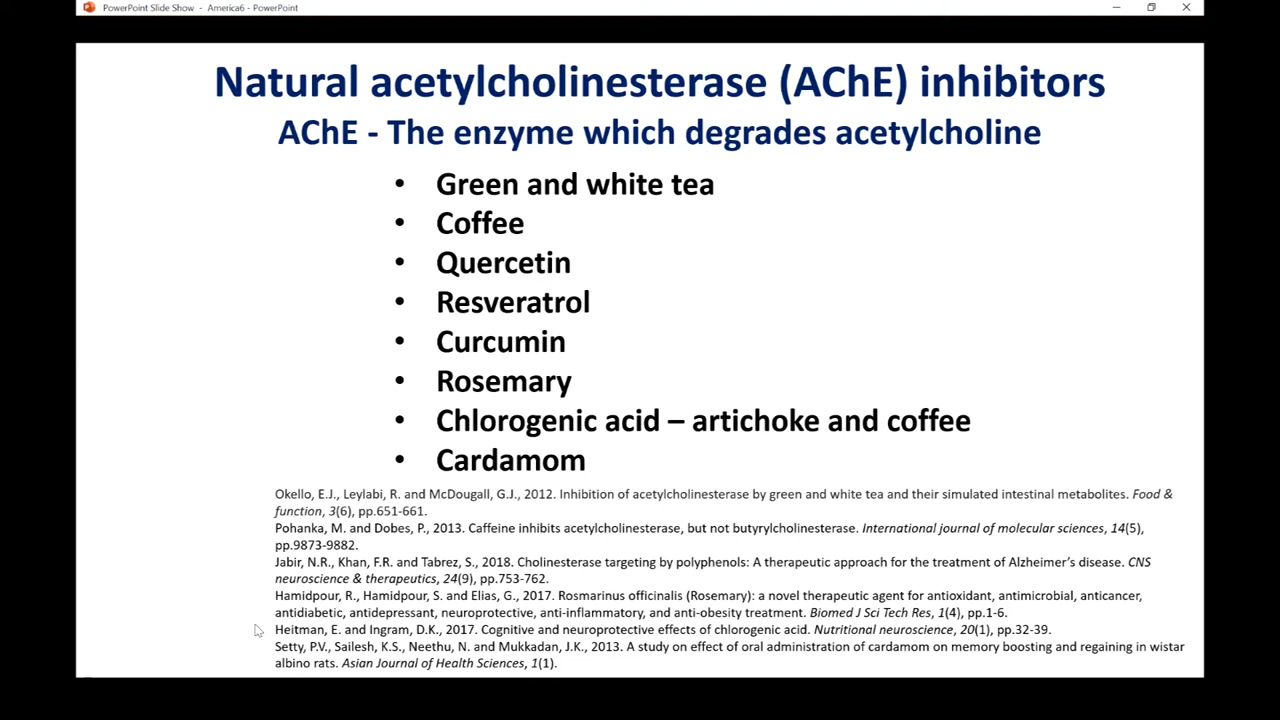 PowerPoint Slide Show - America6 - PowerPoint
Natural acetylcholinesterase (AChE) inhibitors
AChE - The enzyme which degrades acetylcholine
• Green and white tea
• Coffee
• Quercetin
• Resveratrol
• Curcumin
• Rosemary
• Chlorogenic acid – artichoke and coffee
• Cardamom
Okello, E.J., Leylabi, R. and McDougall, G.J., 2012. Inhibition of acetylcholinesterase by green and white tea and their simulated intestinal metabolites. Food &
function, 3(6), pp.651-661.
Pohanka, M. and Dobes, P., 2013. Caffeine inhibits acetylcholinesterase, but not butyrylcholinesterase. International journal of molecular sciences, 14(5),
pp.9873-9882.
Jabir, N.R., Khan, F.R. and Tabrez, S., 2018. Cholinesterase targeting by polyphenols: A therapeutic approach for the treatment of Alzheimer's disease. CNS
neuroscience & therapeutics, 24(9), pp.753-762.
Hamidpour, R., Hamidpour, S. and Elias, G., 2017. Rosmarinus officinalis (Rosemary): a novel therapeutic agent for antioxidant, antimicrobial, anticancer,
antidiabetic, antidepressant, neuroprotective, anti-inflammatory, and anti-obesity treatment. Biomed J Sci Tech Res, 1(4), pp.1-6.
Heitman, E. and Ingram, D.K., 2017. Cognitive and neuroprotective effects of chlorogenic acid. Nutritional neuroscience, 20(1), pp.32-39.
Setty, P.V., Sailesh, K.S., Neethu, N. and Mukkadan, J.K., 2013. A study on effect of oral administration of cardamom on memory boosting and regaining in wistar
albino rats. Asian Journal of Health Sciences, 1(1).